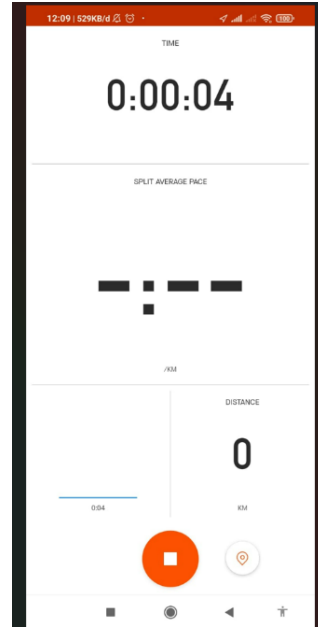 12:09 | 529KB/d
100
TIME
0:00:04
SPLIT AVERAGE PACE
-:--
/KM
DISTANCE
0
0:04
KM